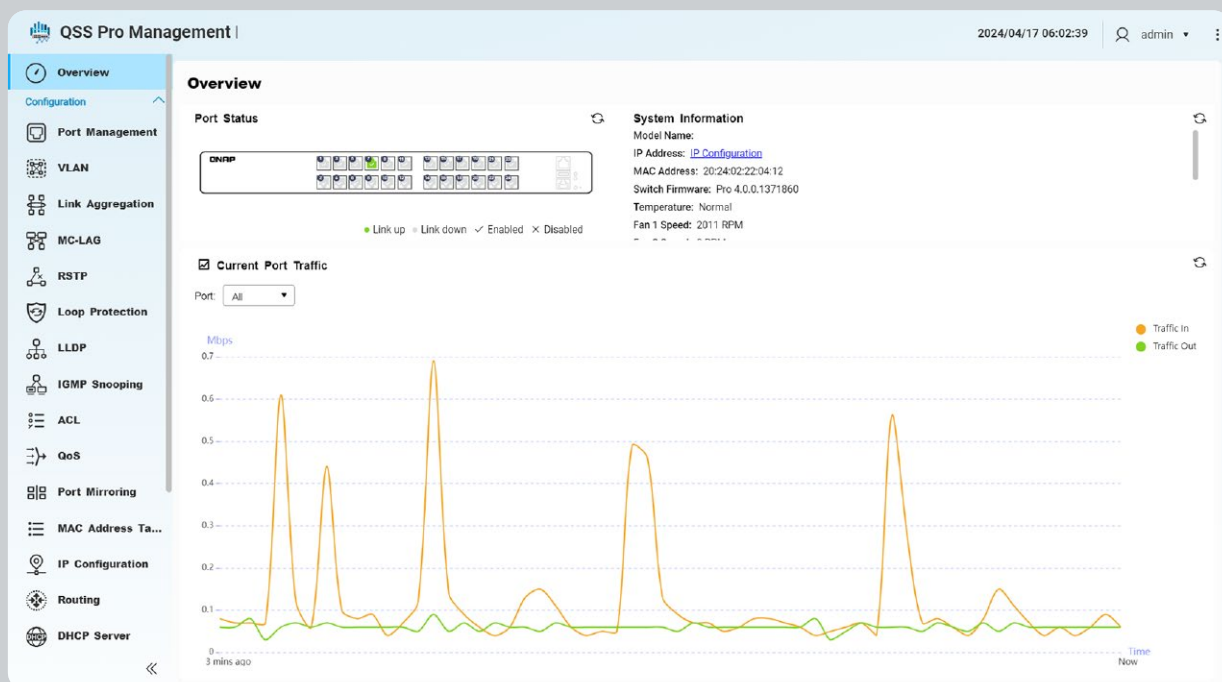 QSS Pro Management |
2024/04/17 06:02:39
admin
Overview
Configuration
Port Management
VLAN
Link Aggregation
MC-LAG
RSTP
Loop Protection
LLDP
IGMP Snooping
ACL
QoS
Port Mirroring
MAC Address Ta...
IP Configuration
Routing
DHCP Server
Overview
Port Status
QNAP
Link up Link down Enabled Disabled
System Information
Model Name:
IP Address: IP Configuration
MAC Address: 20:24:02:22:04:12
Switch Firmware: Pro 4.0.0.1371860
Temperature: Normal
Fan 1 Speed: 2011 RPM
Current Port Traffic
Port: All
Traffic In
Traffic Out
Mbps
0.7
0.6
0.5
0.4
0.3
0.2
0.1
0
3 mins ago
Time
Now